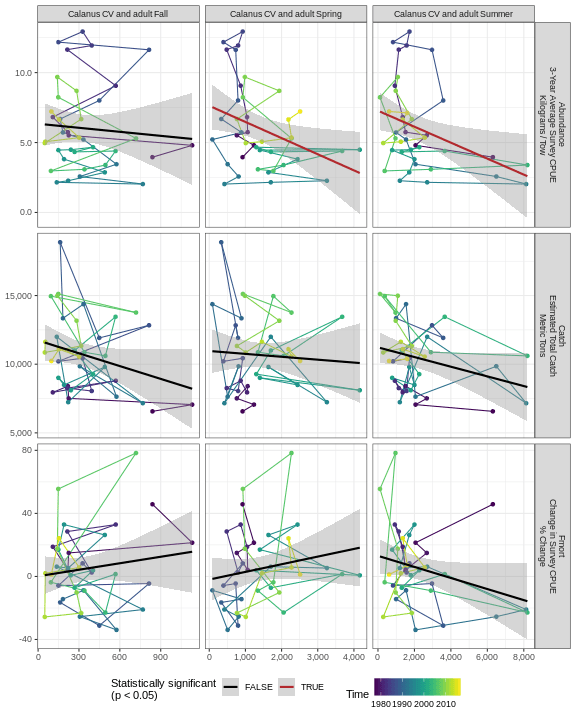 Calanus CV and adult Fall
Calanus CV and adult Spring
Calanus CV and adult Summer
10.0
5.0
0.0
Abundance
3-Year Average Survey CPUE
Kilograms / Tow
15,000
10,000
5,000
Catch
Estimated Total Catch
Metric Tons
80
40
0
-40
Fmort
Change in Survey CPUE
% Change
0
300
600
900
0
1,000
2,000
3,000
4,000
0
2,000
4,000
6,000
8,000
Statistically significant
(p < 0.05)
FALSE
TRUE
Time
1980 1990 2000 2010